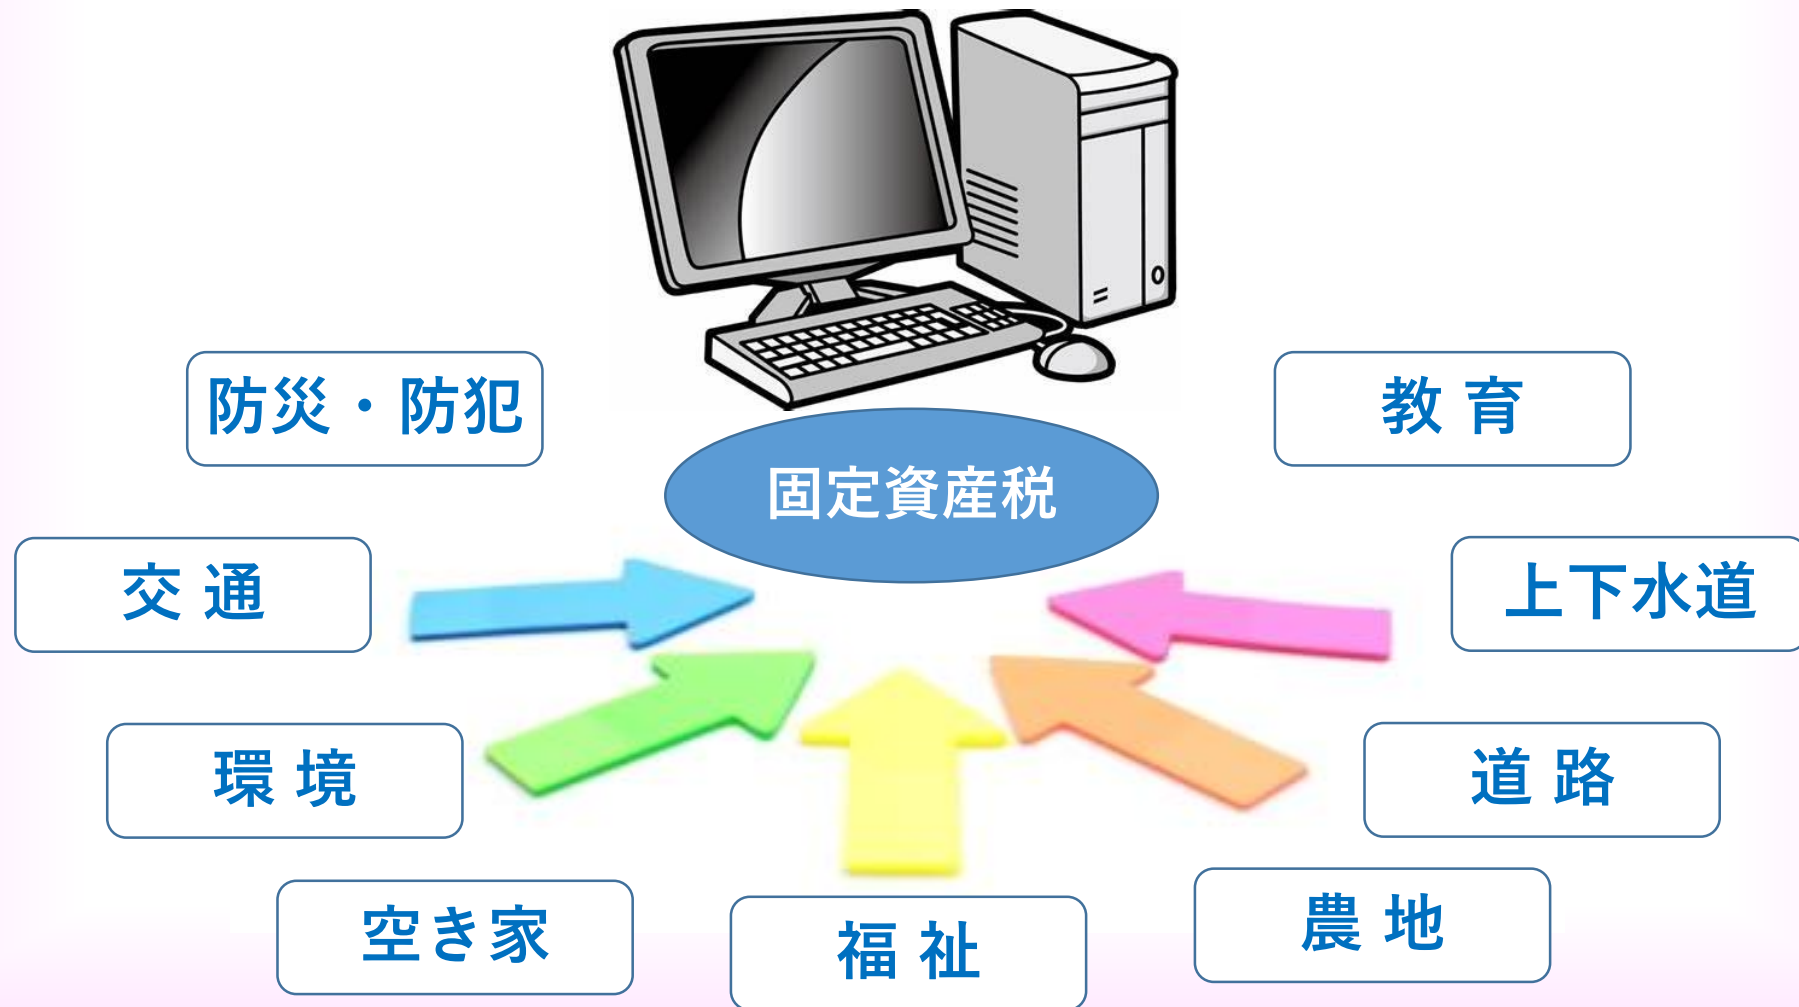 防災・防犯
教 育
固定資産税
交 通
上下水道
環 境
道 路
空き家
福 祉
農 地